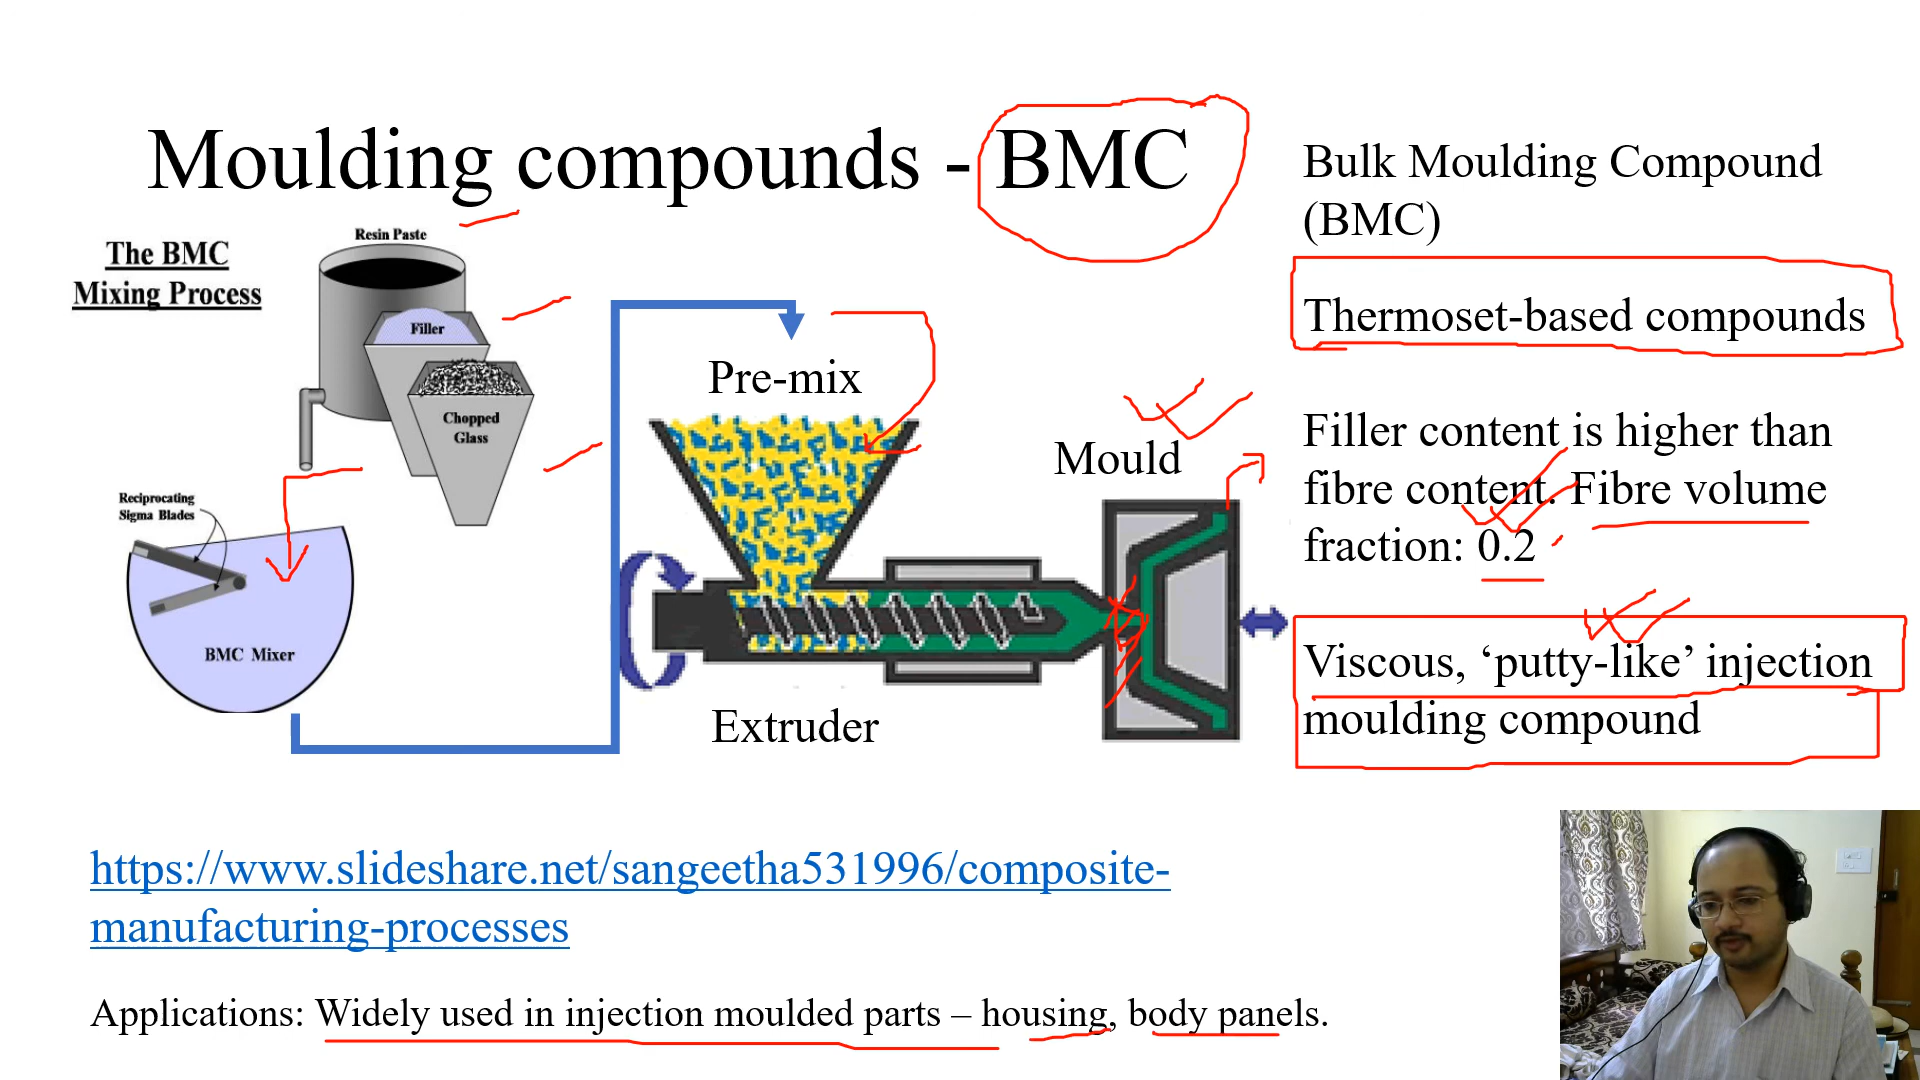 Moulding compounds - BMC
The BMC
Mixing Process
Resin Paste
Filler
Chopped
Glass
Reciprocating
Sigma Blades
BMC Mixer
Pre-mix
Extruder
Mould
Bulk Moulding Compound
(BMC)
Thermoset-based compounds
Filler content is higher than
fibre content. Fibre volume
fraction: 0.2
Viscous, ‘putty-like’ injection
moulding compound
https://www.slideshare.net/sangeetha531996/composite-
manufacturing-processes
Applications: Widely used in injection moulded parts – housing, body panels.